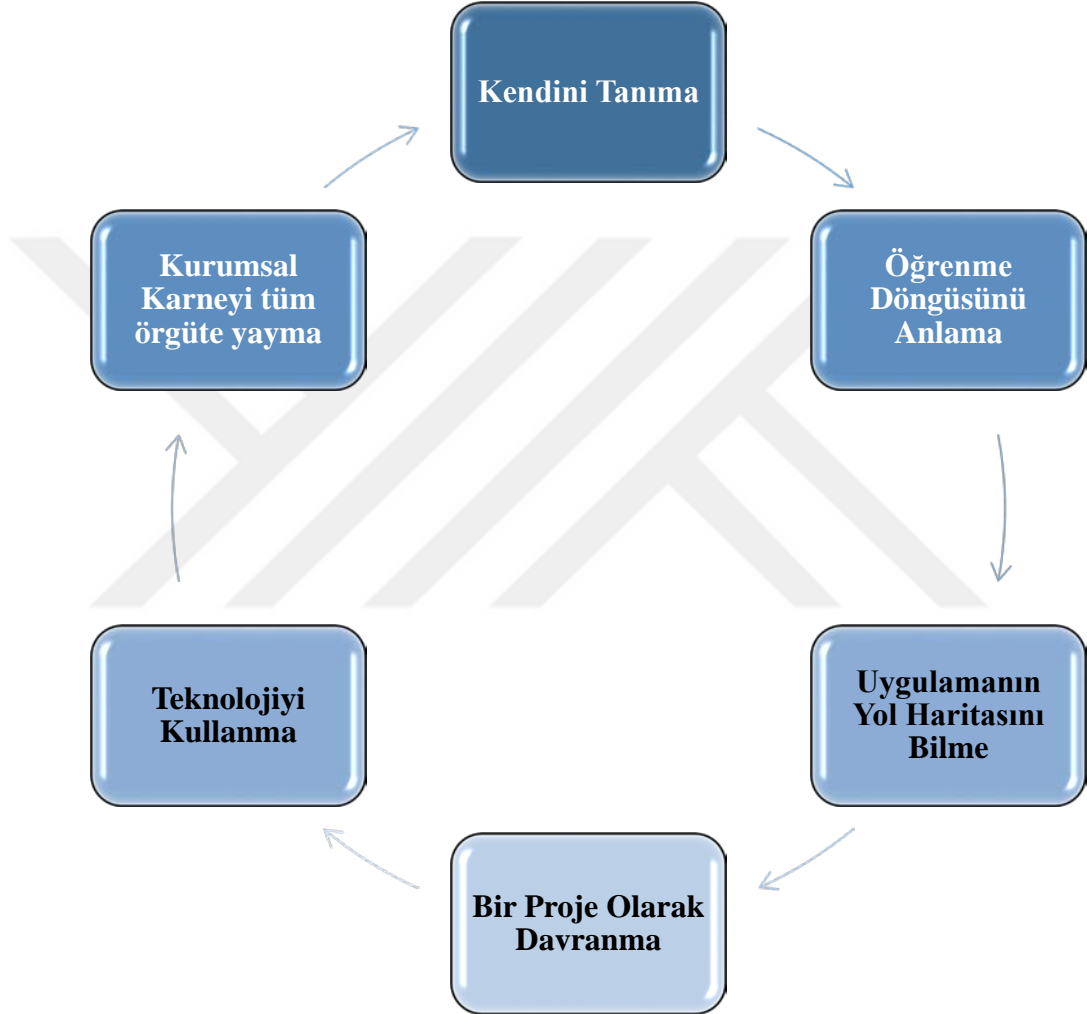 Kendini Tanıma
Öğrenme
Döngüsünü
Anlama
Uygulamanın
Yol Haritasını
Bilme
Bir Proje Olarak
Davranma
Teknolojiyi
Kullanma
Kurumsal
Karneyi tüm
örgüte yayma